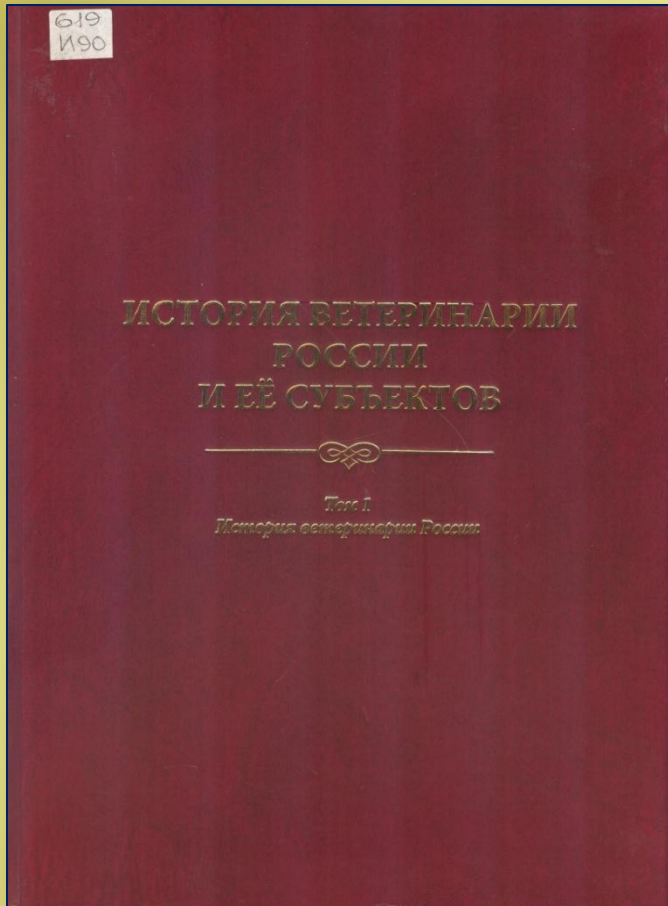 619
И90
ИСТОРИЯ ВЕТЕРИНАРИИ
РОССИИ
И ЕЁ СУБЪЕКТОВ
Том 1
История ветеринарии России